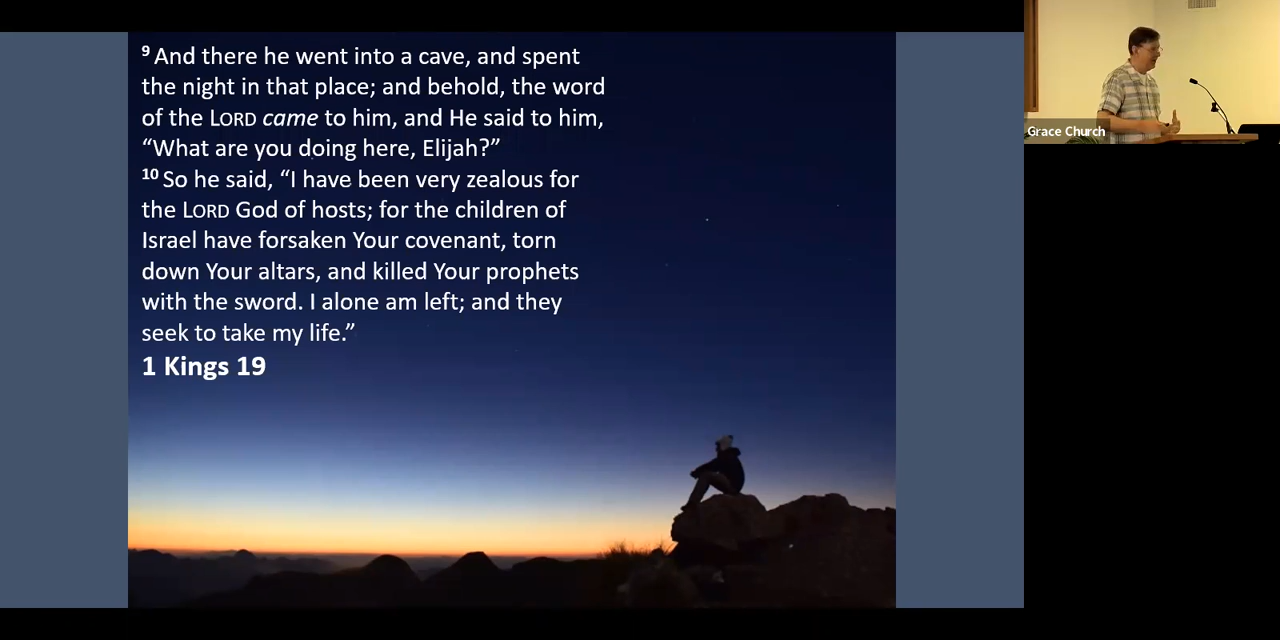 9 And there he went into a cave, and spent
the night in that place; and behold, the word
of the LORD came to him, and He said to him,
“What are you doing here, Elijah?”
10 So he said, “I have been very zealous for
the LORD God of hosts; for the children of
Israel have forsaken Your covenant, torn
down Your altars, and killed Your prophets
with the sword. I alone am left; and they
seek to take my life.”
1 Kings 19
Grace Church